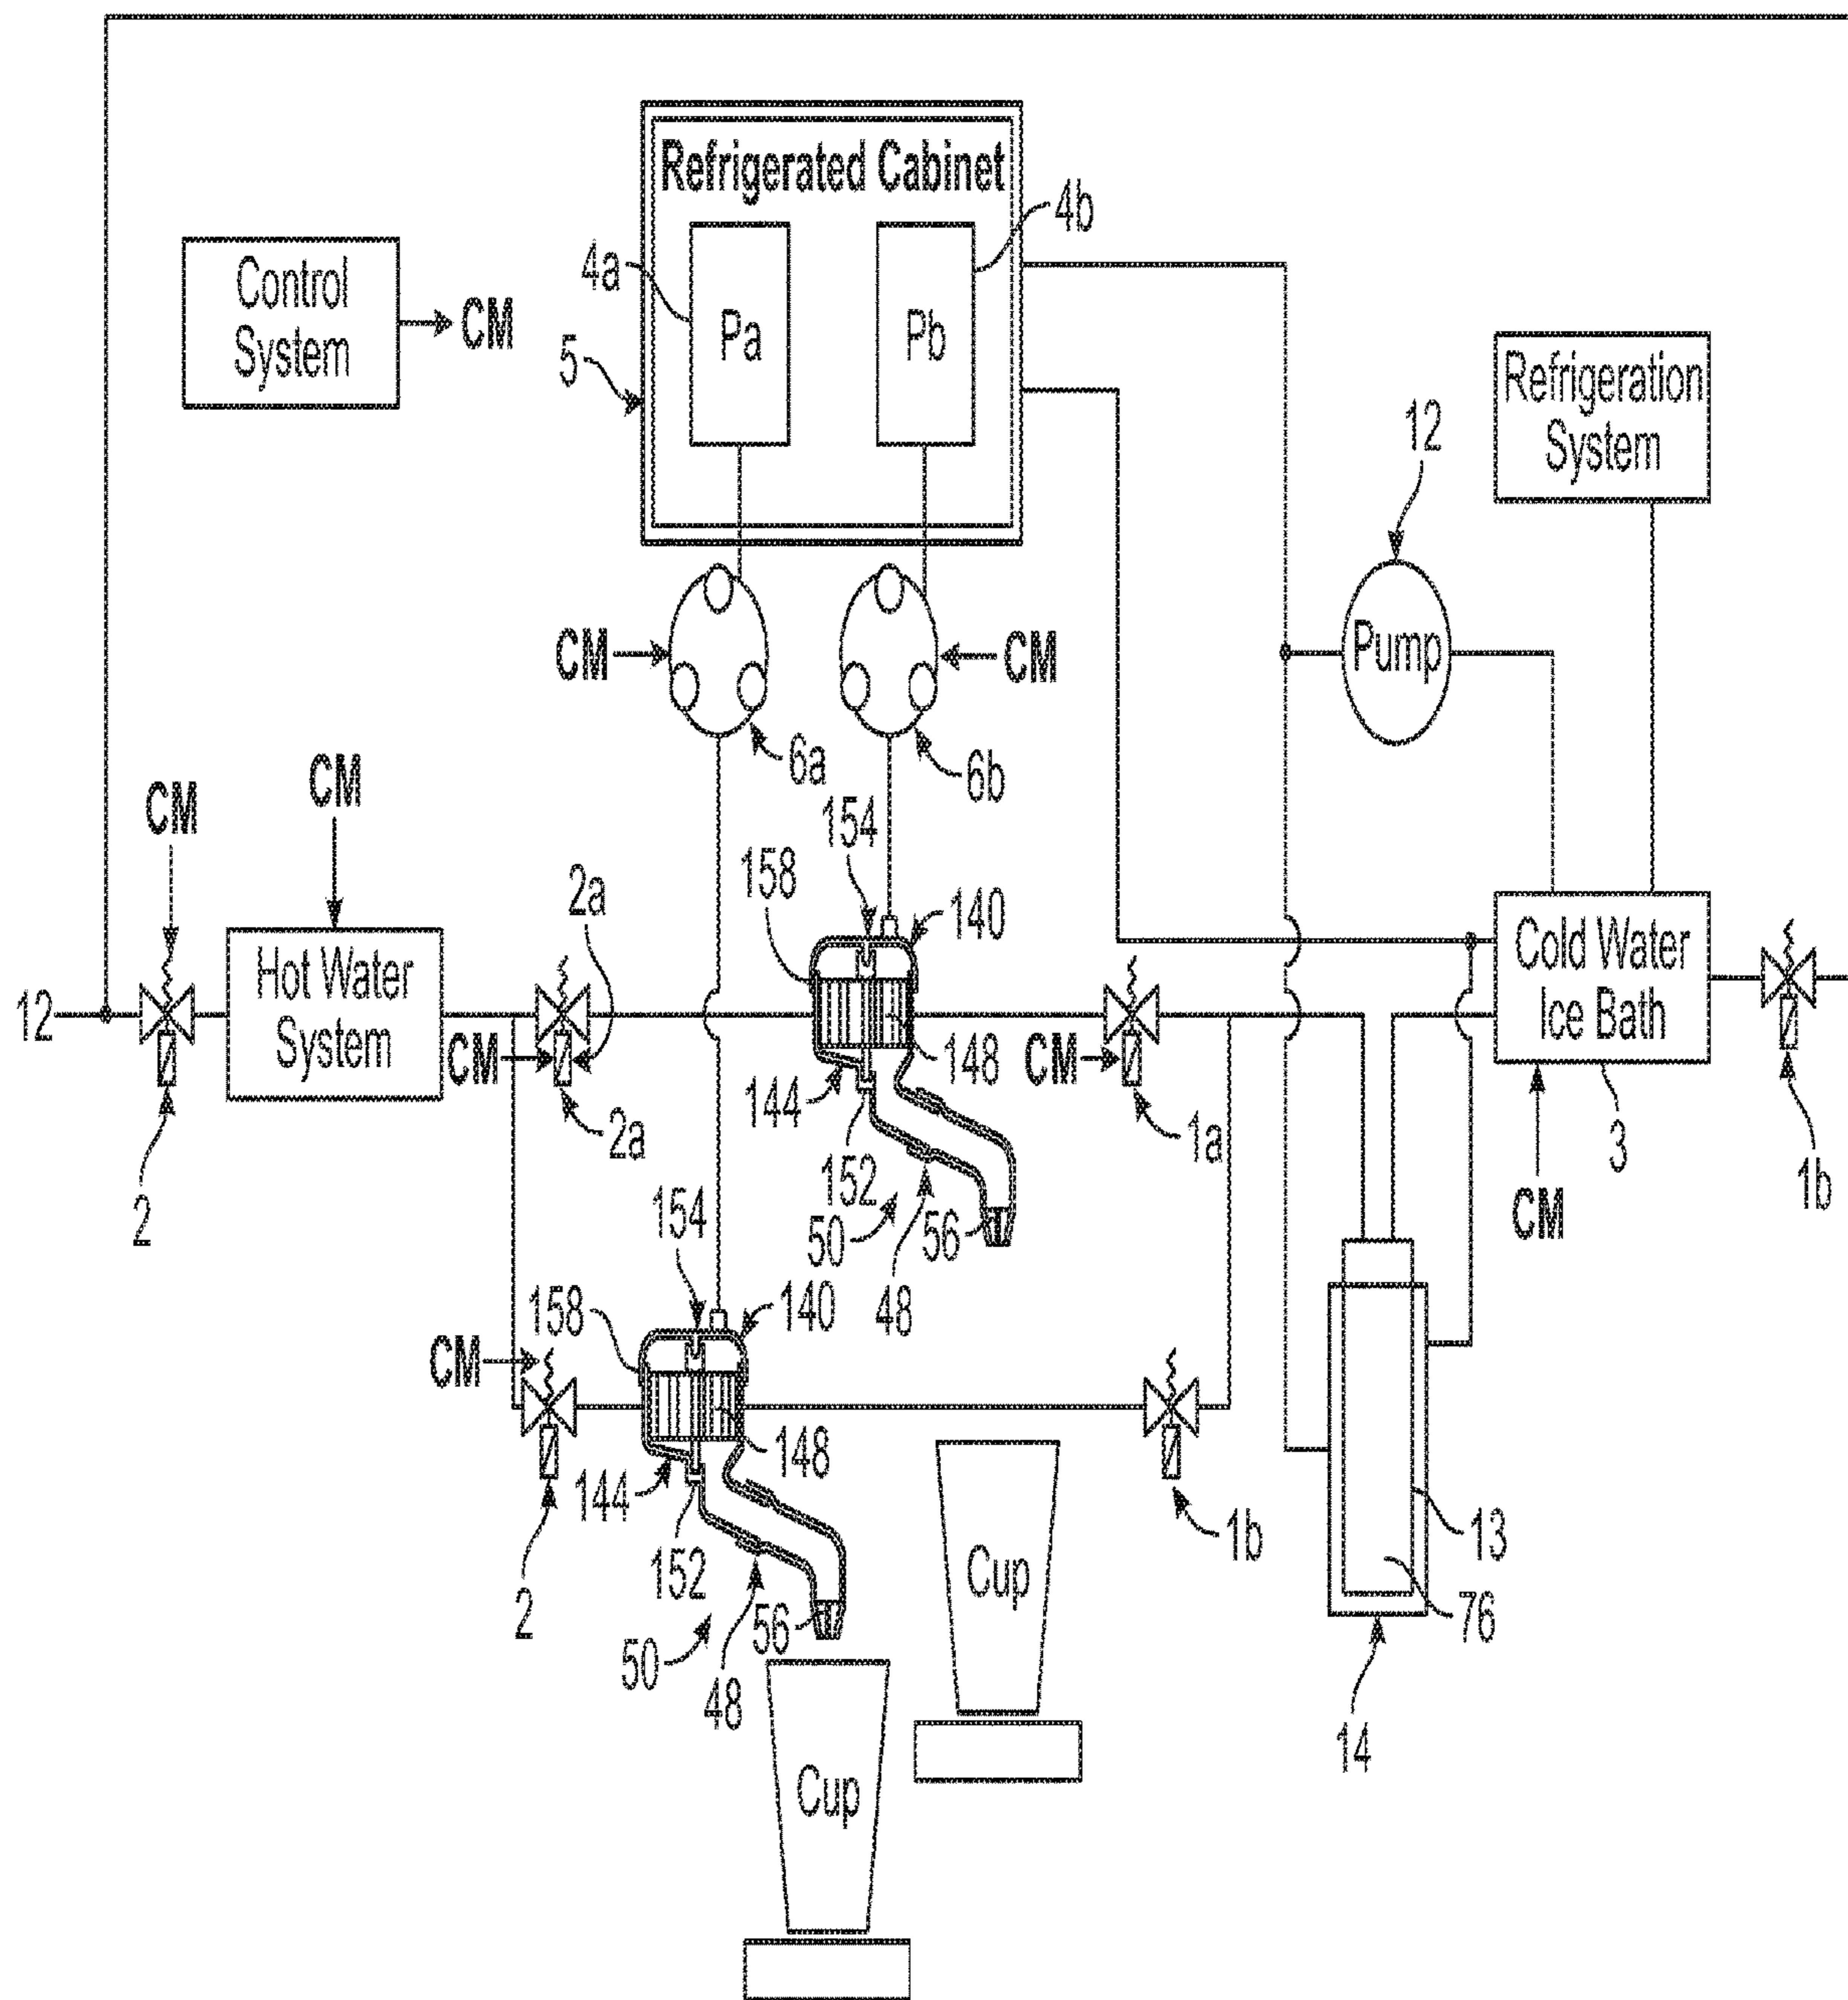 Refrigerated Cabinet
4b
4a
Control
System
CM
Pa
Pb
5
Refrigeration
System
12
CM
CM
Pump
6a
6b
CM
CM
154
158
2a
140
12
Hot Water
System
Cold Water
Ice Bath
CM
148
CM
144
2a
1a
152
3
1b
2
154
50
56
CM
48
158
140
CM
148
144
1b
13
152
Cup
2
56
76
50
48
14
Cup